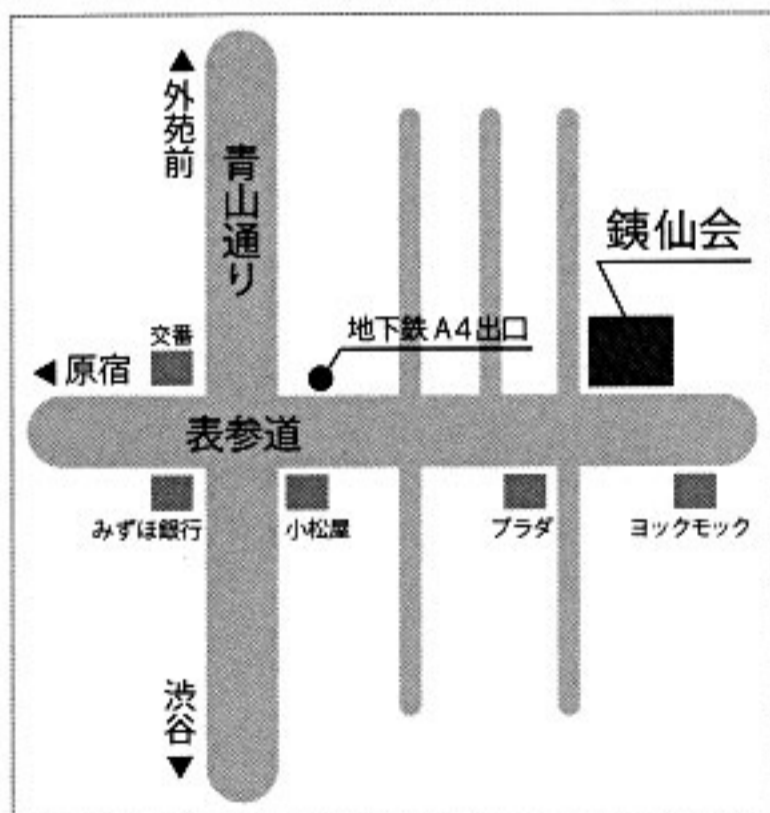 ▲外苑前
青山通り
銕仙会
交番
地下鉄A4出口
◀原宿
表参道
みずほ銀行
小松屋
プラダ
ヨックモック
渋谷▼